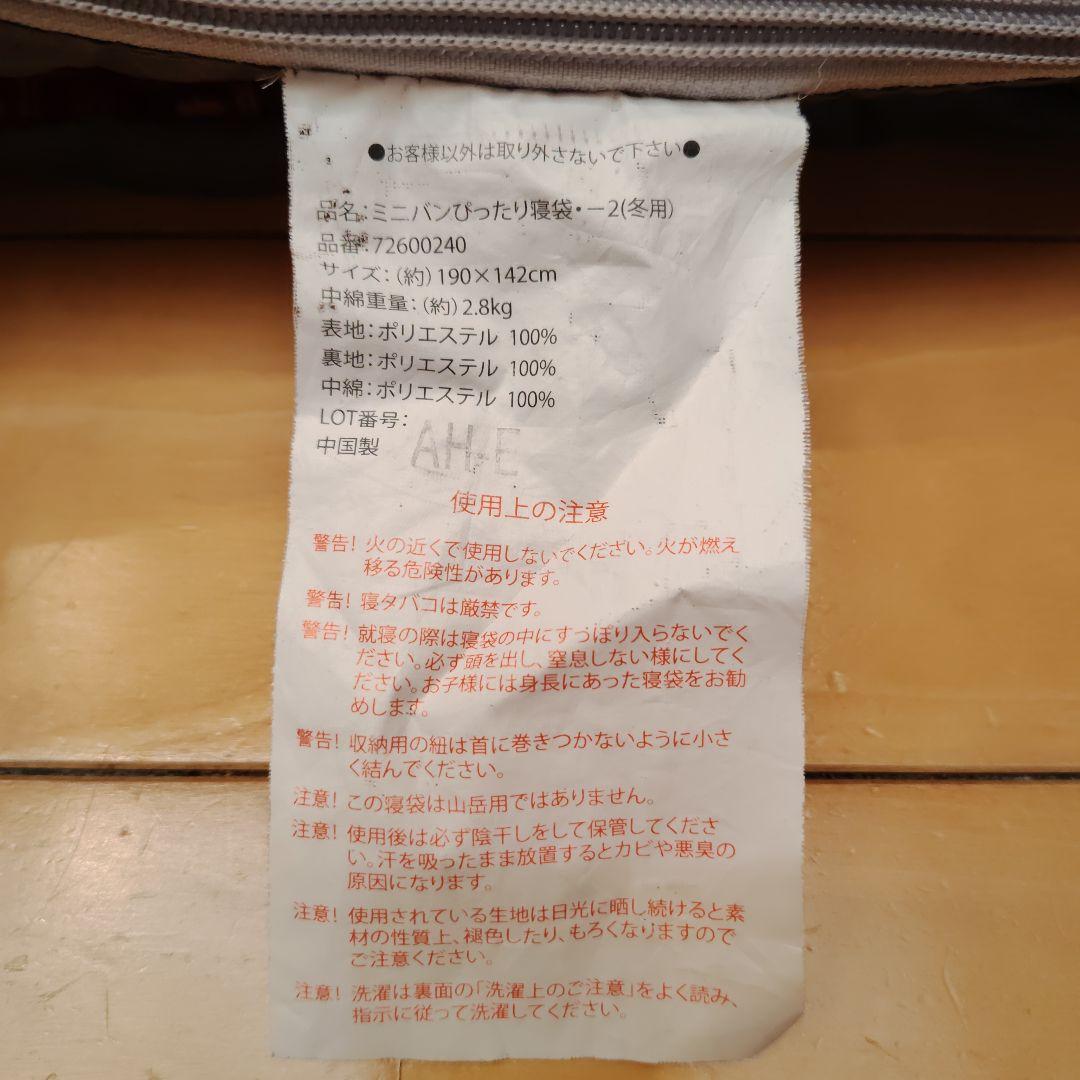 ●お客様以外は取り外さないで下さい●
品名：ミニバンぴったり寝袋・－2(冬用)
品番：72600240
サイズ：(約)190×142cm
中綿重量：(約)2.8kg
表地：ポリエステル 100%
裏地：ポリエステル 100%
中綿：ポリエステル 100%
LOT番号：
中国製 AH-E
使用上の注意
警告！火の近くで使用しないでください。火が燃え
移る危険性があります。
警告！寝タバコは厳禁です。
警告！就寝の際は寝袋の中にすっぽり入らないでく
ださい。必ず頭を出し、窒息しない様にしてく
ださい。お子様には身長にあった寝袋をお勧
めします。
警告！収納用の紐は首に巻きつかないように小さ
く結んでください。
注意！この寝袋は山岳用ではありません。
注意！使用後は必ず陰干しをして保管してくださ
い。汗を吸ったまま放置するとカビや悪臭の
原因になります。
注意！使用されている生地は日光に晒し続けると素
材の性質上、褪色したり、もろくなりますので
ご注意ください。
注意！洗濯は裏面の「洗濯上のご注意」をよく読み、
指示に従って洗濯してください。